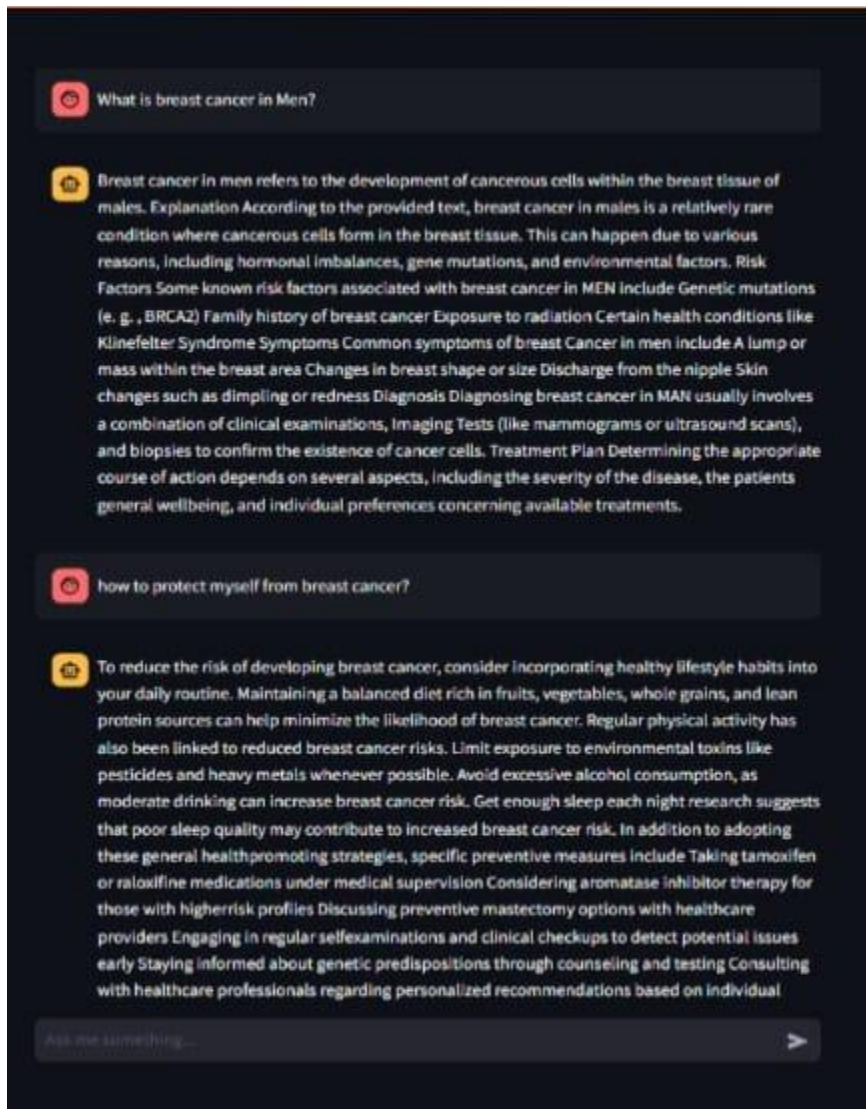 What is breast cancer in Men?
Breast cancer in men refers to the development of cancerous cells within the breast tissue of
males. Explanation According to the provided text, breast cancer in males is a relatively rare
condition where cancerous cells form in the breast tissue. This can happen due to various
reasons, including hormonal imbalances, gene mutations, and environmental factors. Risk
Factors Some known risk factors associated with breast cancer in MEN include Genetic mutations
(e. g. , BRCA2) Family history of breast cancer Exposure to radiation Certain health conditions like
Klinefelter Syndrome Symptoms Common symptoms of breast Cancer in men include A lump or
mass within the breast area Changes in breast shape or size Discharge from the nipple Skin
changes such as dimpling or redness Diagnosis Diagnosing breast cancer in MAN usually involves
a combination of clinical examinations, Imaging Tests (like mammograms or ultrasound scans),
and biopsies to confirm the existence of cancer cells. Treatment Plan Determining the appropriate
course of action depends on several aspects, including the severity of the disease, the patients
general wellbeing, and individual preferences concerning available treatments.
how to protect myself from breast cancer?
To reduce the risk of developing breast cancer, consider incorporating healthy lifestyle habits into
your daily routine. Maintaining a balanced diet rich in fruits, vegetables, whole grains, and lean
protein sources can help minimize the likelihood of breast cancer. Regular physical activity has
also been linked to reduced breast cancer risks. Limit exposure to environmental toxins like
pesticides and heavy metals whenever possible. Avoid excessive alcohol consumption, as
moderate drinking can increase breast cancer risk. Get enough sleep each night research suggests
that poor sleep quality may contribute to increased breast cancer risk. In addition to adopting
these general healthpromoting strategies, specific preventive measures include Taking tamoxifen
or raloxifine medications under medical supervision Considering aromatase inhibitor therapy for
those with higherrisk profiles Discussing preventive mastectomy options with healthcare
providers Engaging in regular selfexaminations and clinical checkups to detect potential issues
early Staying informed about genetic predispositions through counseling and testing Consulting
with healthcare professionals regarding personalized recommendations based on individual
Ask me something...